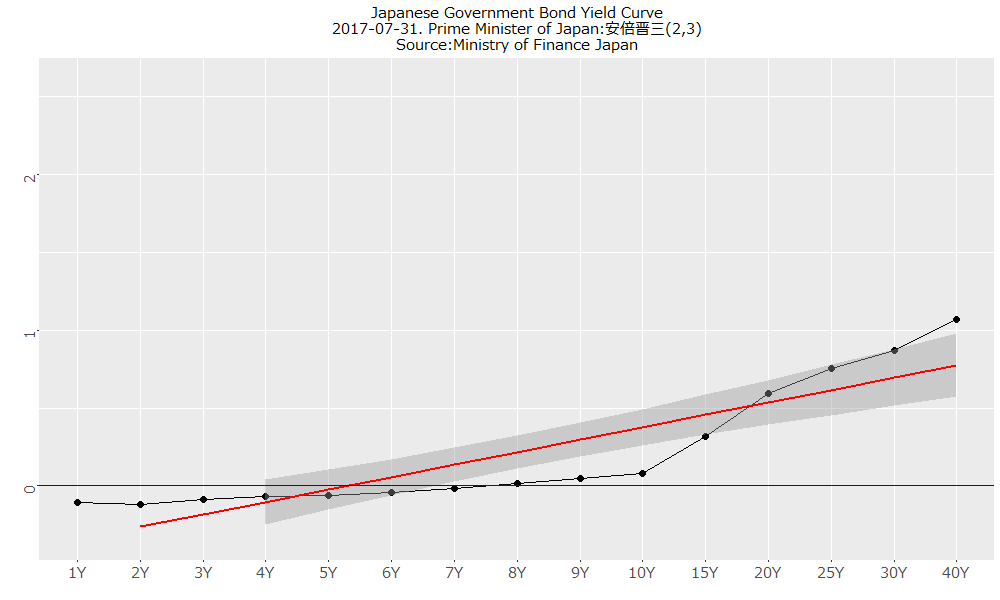 Japanese Government Bond Yield Curve
2017-07-31. Prime Minister of Japan:安倍晋三(2,3)
Source:Ministry of Finance Japan
2
1
0
1Y 2Y 3Y 4Y 5Y 6Y 7Y 8Y 9Y 10Y 15Y 20Y 25Y 30Y 40Y